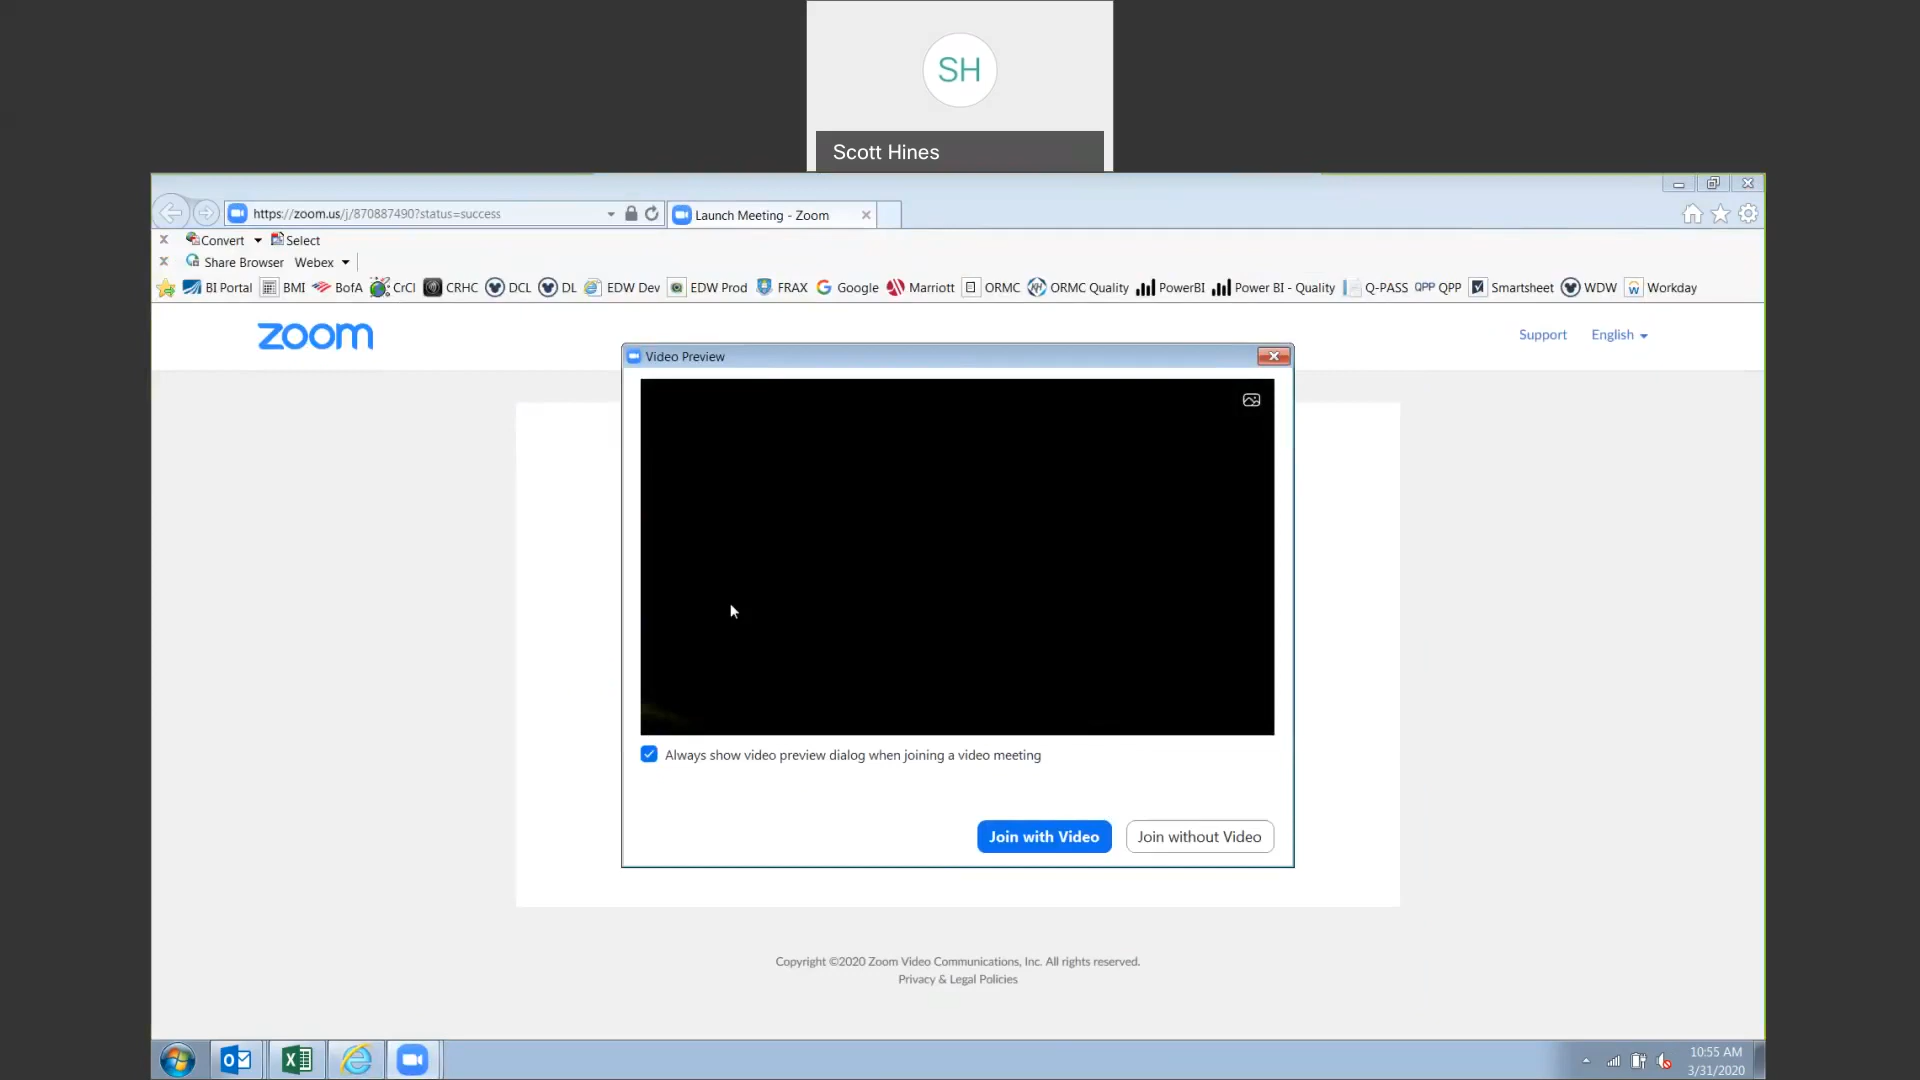 SH
Scott Hines
https://zoom.us/j/870887490?status=success
Launch Meeting - Zoom
Convert Select
Share Browser Webex
BI Portal BMI BofA CrCl CRHC DCL DL EDW Dev EDW Prod FRAX Google Marriott ORMC ORMC Quality PowerBI Power BI - Quality Q-PASS QPP QPP Smartsheet WDW Workday
zoom
Support English
Video Preview
Always show video preview dialog when joining a video meeting
Join with Video Join without Video
Copyright ©2020 Zoom Video Communications, Inc. All rights reserved.
Privacy & Legal Policies
10:55 AM
3/31/2020